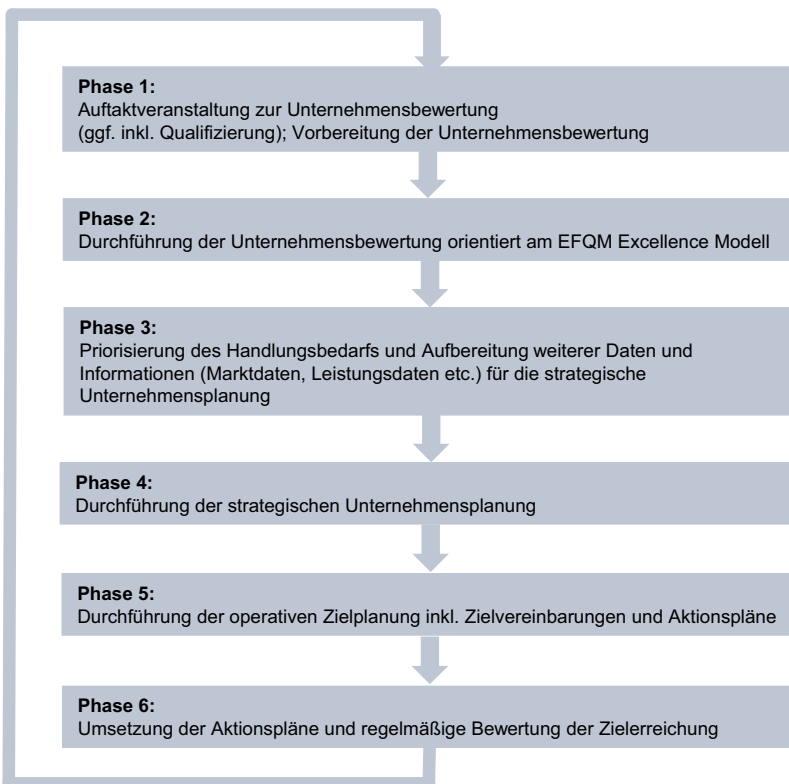 Phase 1:
Auftaktveranstaltung zur Unternehmensbewertung
(ggf. inkl. Qualifizierung); Vorbereitung der Unternehmensbewertung
Phase 2:
Durchführung der Unternehmensbewertung orientiert am EFQM Excellence Modell
Phase 3:
Priorisierung des Handlungsbedarfs und Aufbereitung weiterer Daten und
Informationen (Marktdaten, Leistungsdaten etc.) für die strategische
Unternehmensplanung
Phase 4:
Durchführung der strategischen Unternehmensplanung
Phase 5:
Durchführung der operativen Zielplanung inkl. Zielvereinbarungen und Aktionspläne
Phase 6:
Umsetzung der Aktionspläne und regelmäßige Bewertung der Zielerreichung